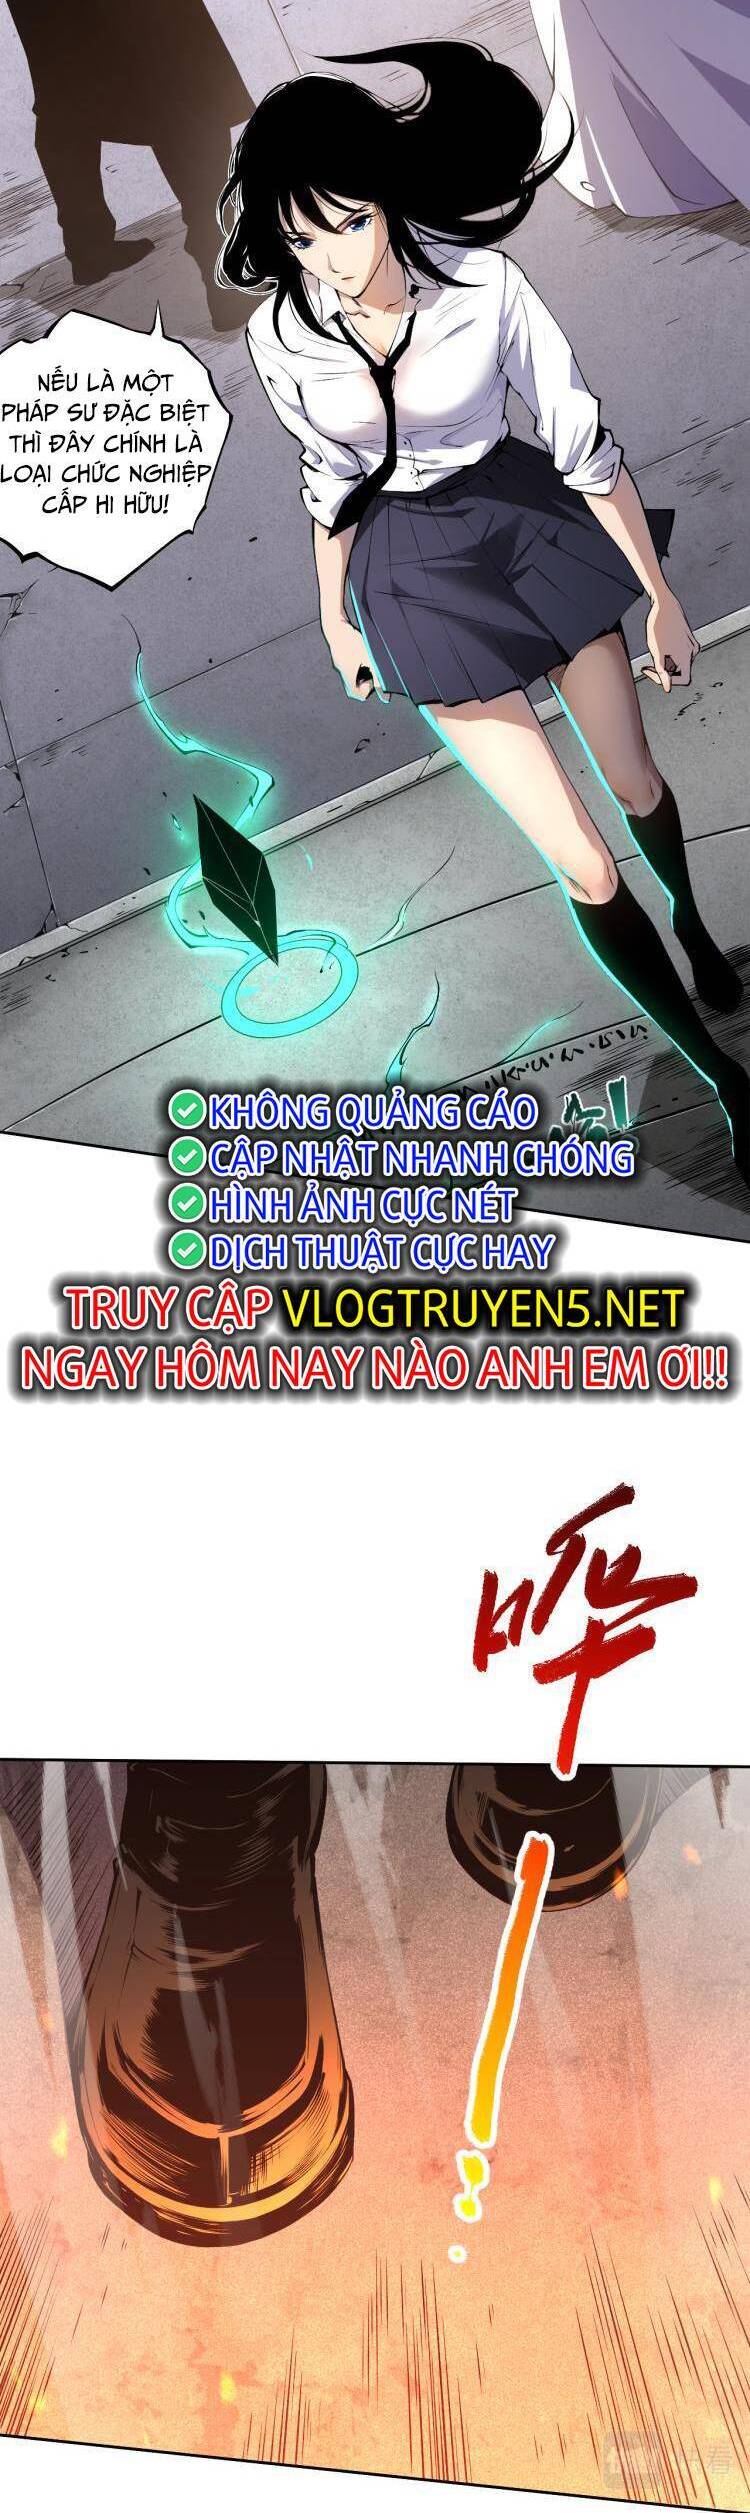 NẾU LÀ MỘT
PHÁP SƯ ĐẶC BIỆT
THÌ ĐÂY CHÍNH LÀ
LOẠI CHỨC NGHIỆP
CẤP HI HỮU!
KHÔNG QUẢNG CÁO
CẬP NHẬT NHANH CHÓNG
HÌNH ẢNH CỰC NÉT
DỊCH THUẬT CỰC HAY
TRUY CẬP VLOGTRUYEN5.NET
NGAY HÔM NAY NÀO ANH EM ƠI!!